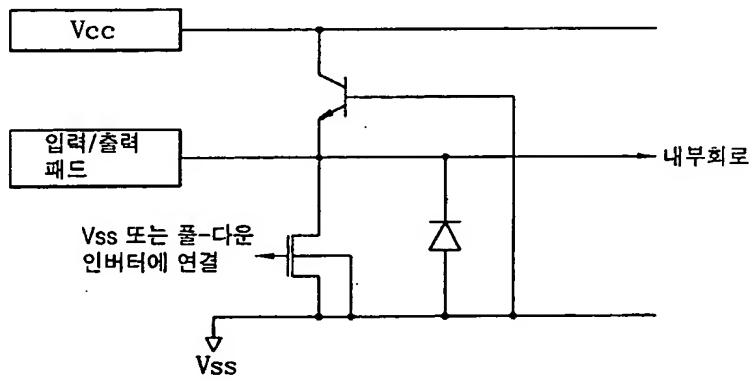 Vcc
입력/출력
패드
내부회로
Vss 또는 풀-다운
인버터에 연결
Vss